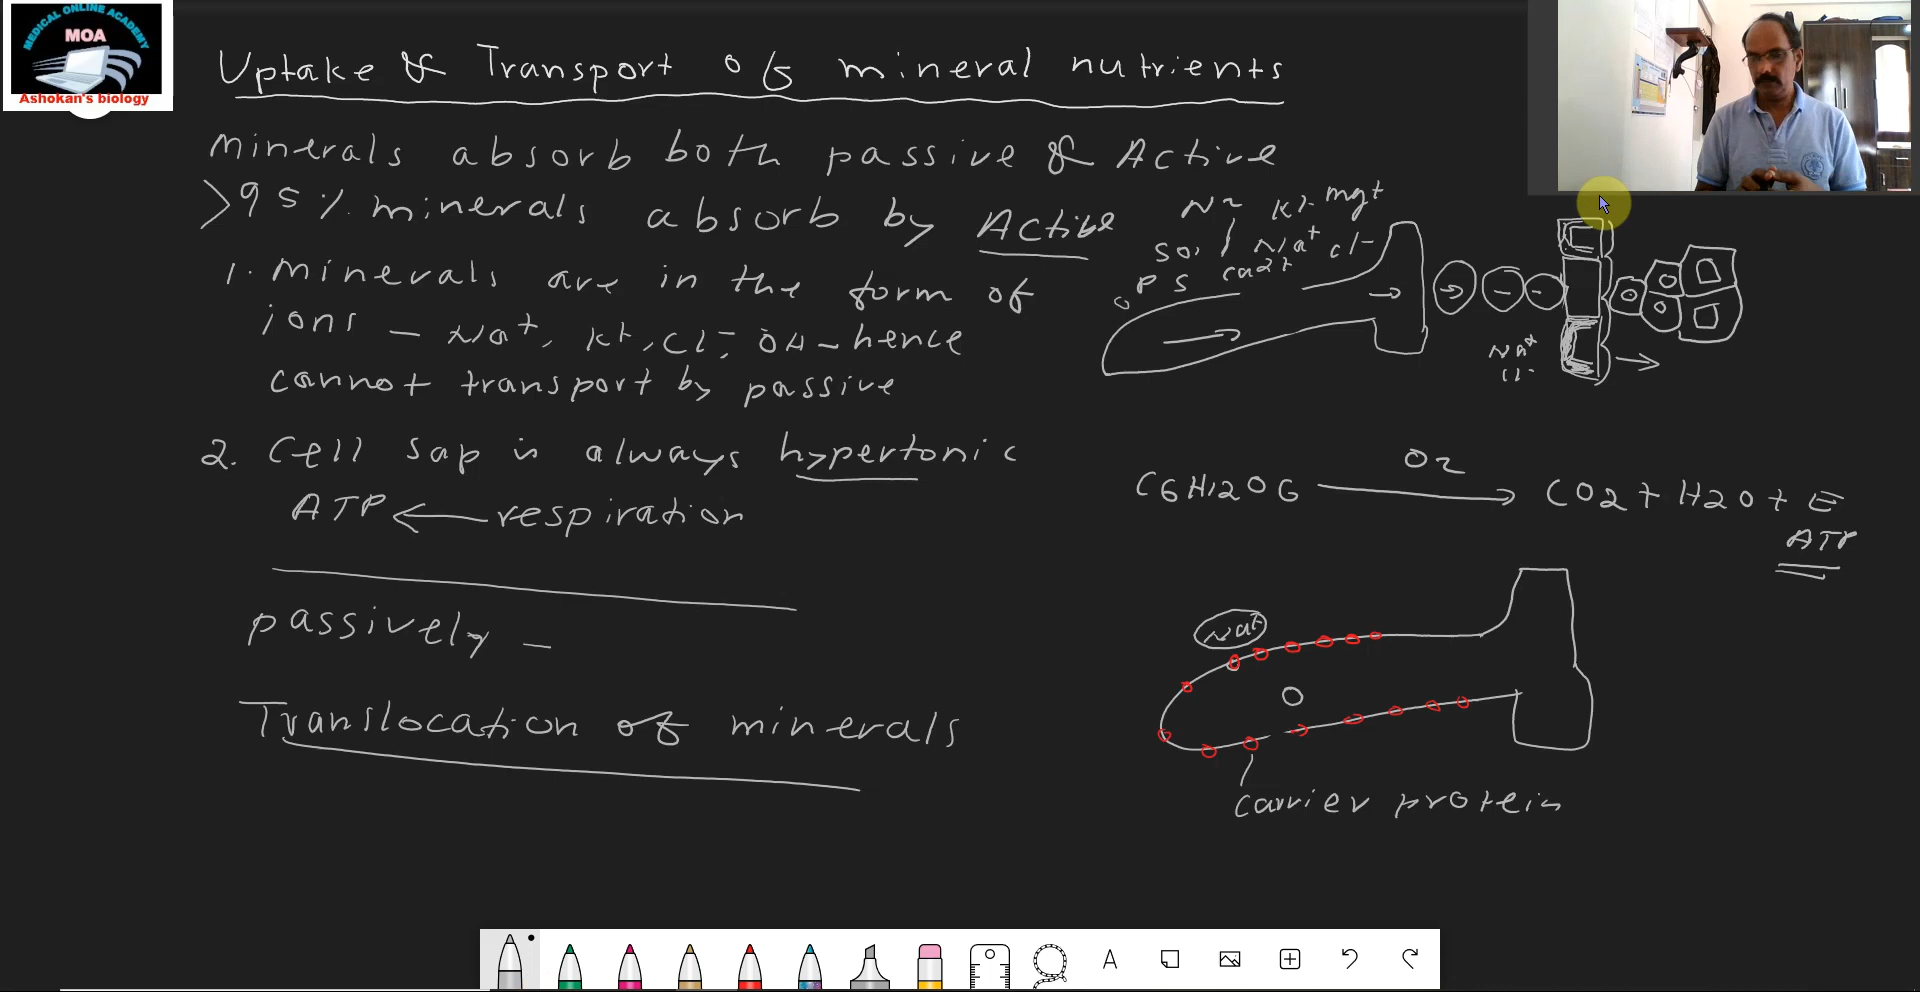 MEDICAL ONLINE ACADEMY
MOA
Ashokan's biology
Uptake & Transport of mineral nutrients
Minerals absorb both passive & Active
>95% minerals absorb by Active
1. Minerals are in the form of
ions – Na+, K+, Cl-, OH – hence
cannot transport by passive
2. Cell sap is always hypertonic
ATP ← respiration
passively –
Translocation of minerals
K+ mg+
Na+ cl-
P S ca2+
Na+
Cl-
C6H12O6 → O2 CO2 + H2O + E
ATP
Na+
carrier protein
A